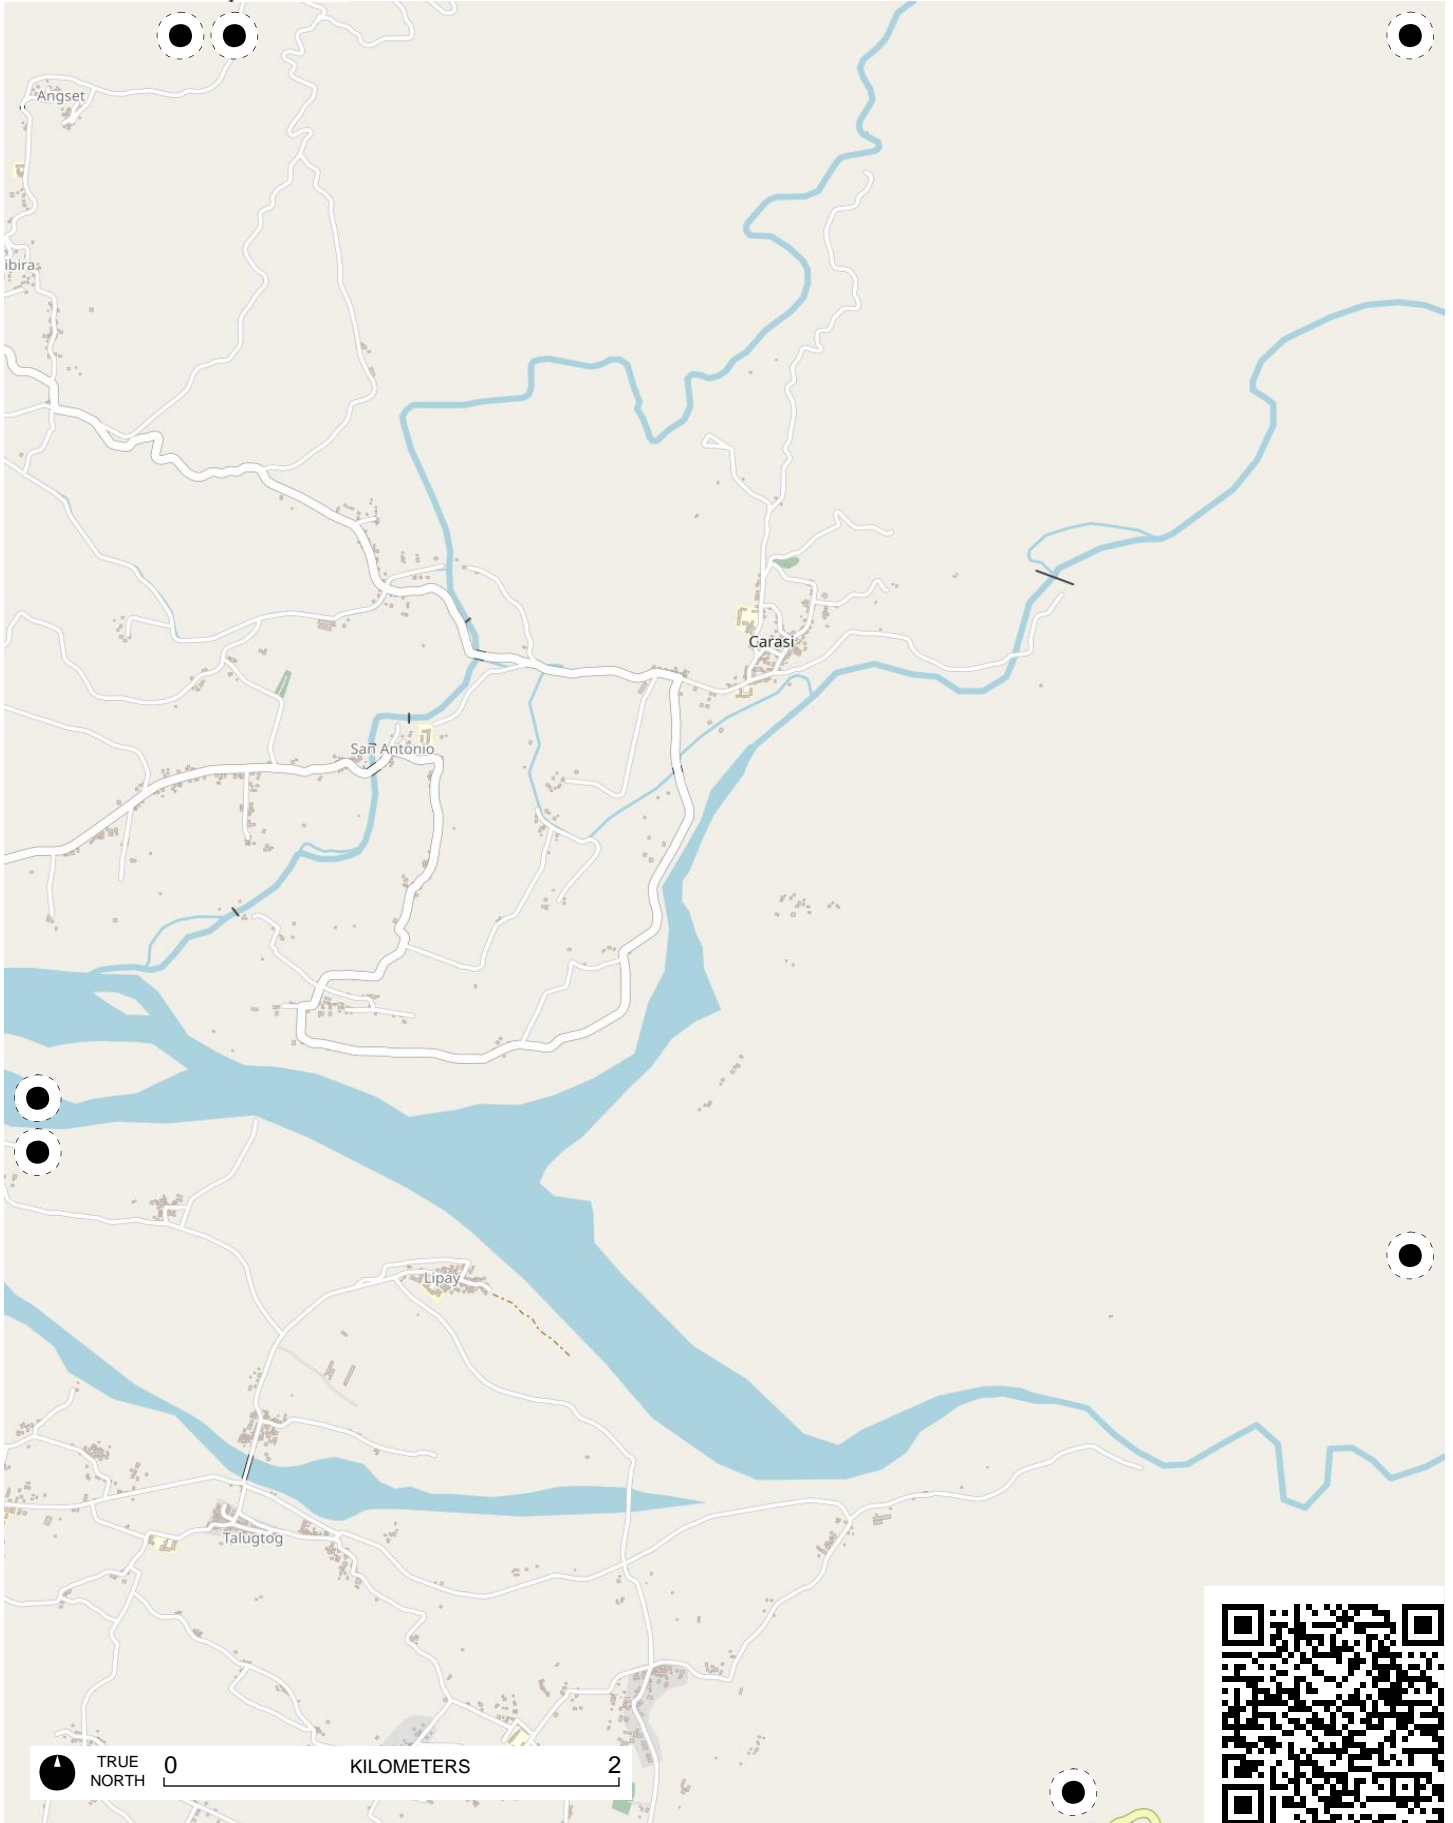 Angset
ibira
Carasi
San Antonio
Lipay
Talugtog
TRUE
NORTH
0
KILOMETERS
2